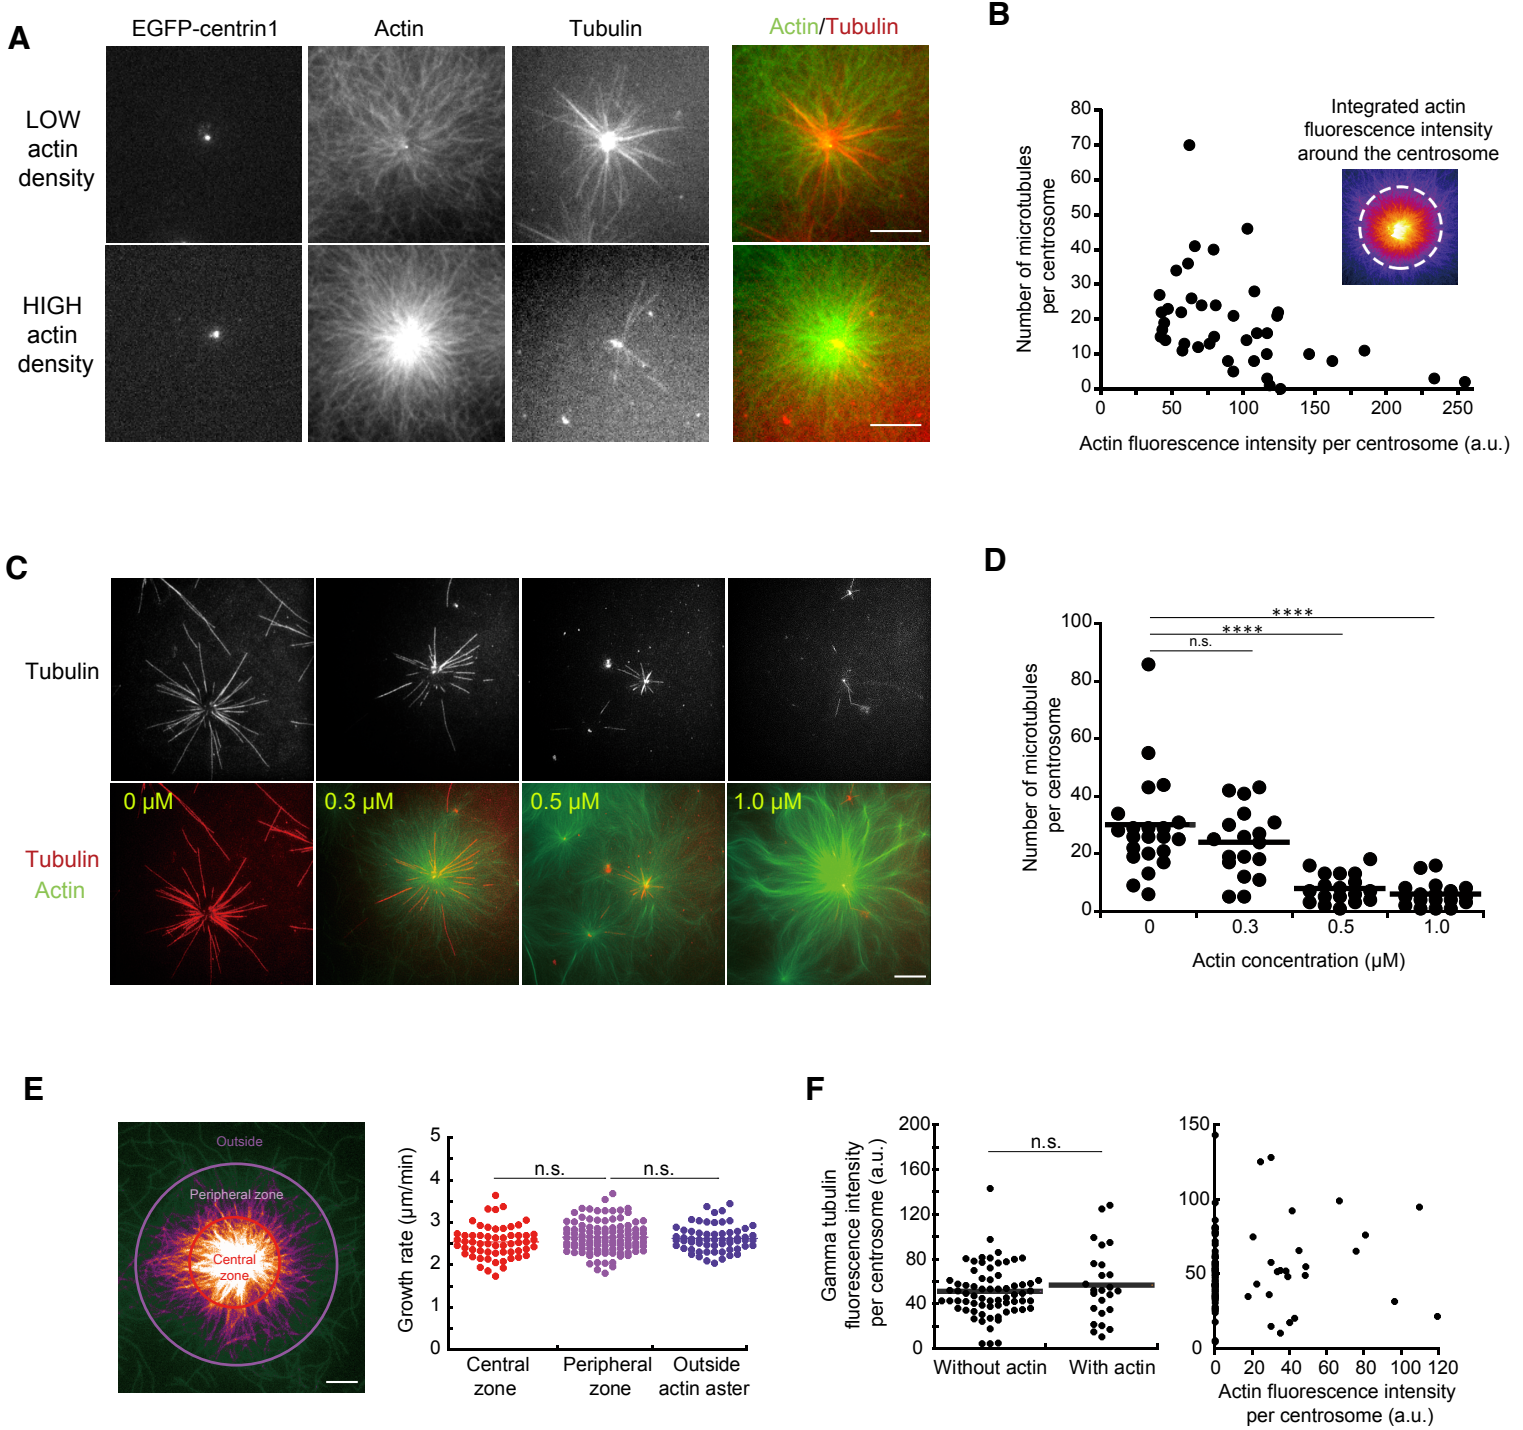 A
EGFP-centrin1
Actin
Tubulin
Actin/Tubulin
LOW
actin
density
HIGH
actin
density
B
80
70
60
50
40
30
20
10
0
Number of microtubules
per centrosome
Integrated actin
fluorescence intensity
around the centrosome
0 50 100 150 200 250
Actin fluorescence intensity per centrosome (a.u.)
C
Tubulin
0 µM
0.3 µM
0.5 µM
1.0 µM
Tubulin
Actin
D
100
80
60
40
20
0
Number of microtubules
per centrosome
****
****
n.s.
0 0.3 0.5 1.0
Actin concentration (µM)
E
Outside
Peripheral zone
Central
zone
5
4
3
2
1
0
Growth rate (µm/min)
n.s.
n.s.
Central
zone
Peripheral
zone
Outside
actin aster
F
200
160
120
80
40
0
Gamma tubulin
fluorescence intensity
per centrosome (a.u.)
n.s.
Without actin
With actin
150
100
50
0
0 20 40 60 80 100 120
Actin fluorescence intensity
per centrosome (a.u.)